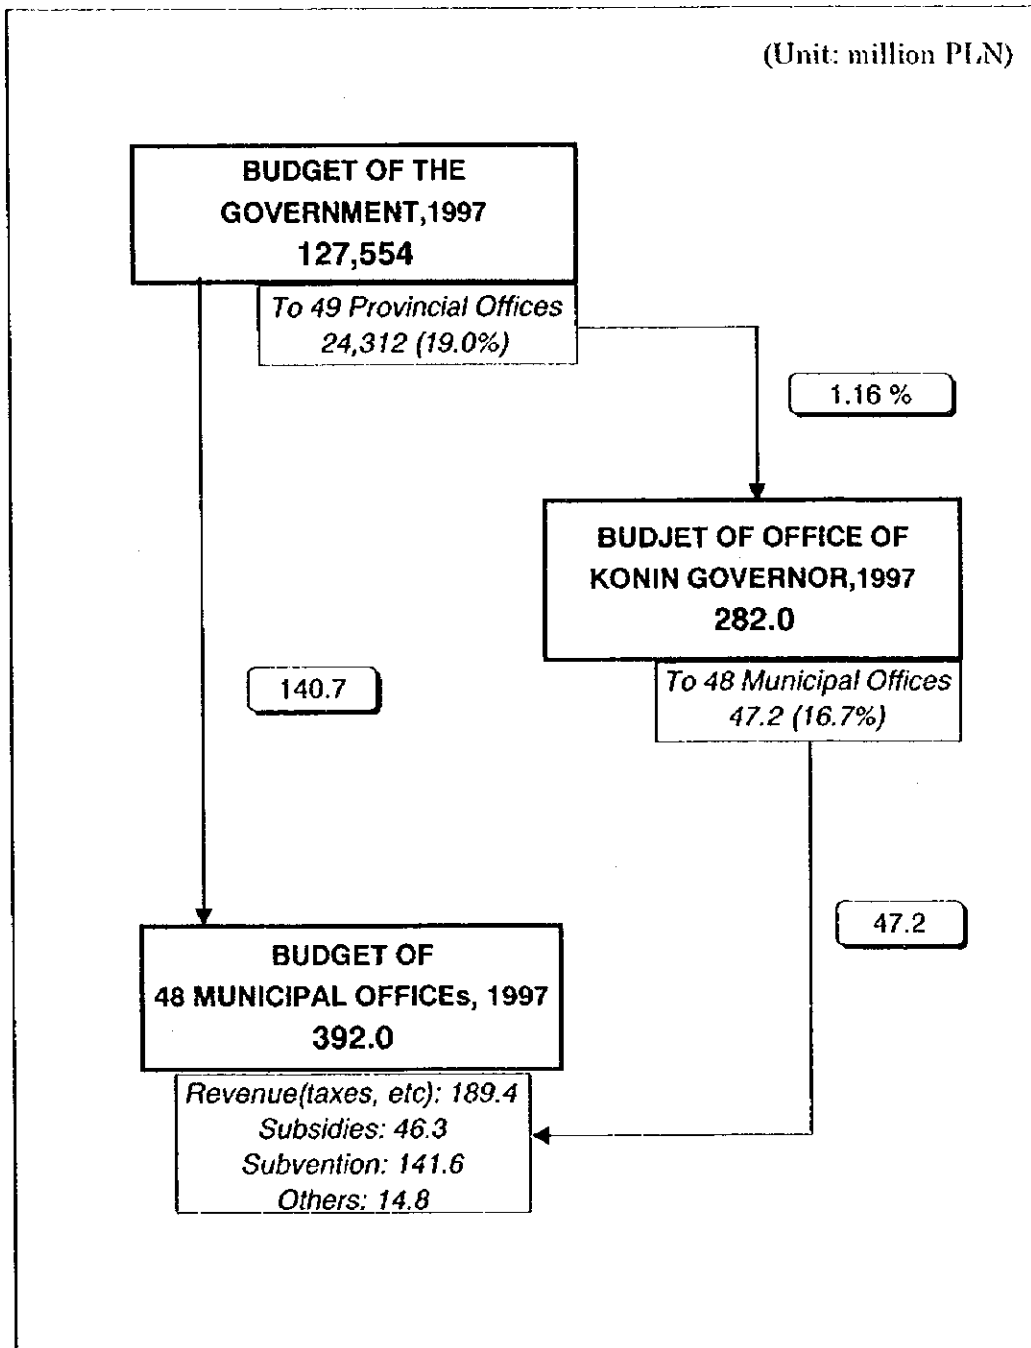 (Unit: million PLN)
BUDGET OF THE
GOVERNMENT,1997
127,554
To 49 Provincial Offices
24,312 (19.0%)
1.16 %
BUDJET OF OFFICE OF
KONIN GOVERNOR,1997
282.0
To 48 Municipal Offices
47.2 (16.7%)
140.7
47.2
BUDGET OF
48 MUNICIPAL OFFICEs, 1997
392.0
Revenue(taxes, etc): 189.4
Subsidies: 46.3
Subvention: 141.6
Others: 14.8